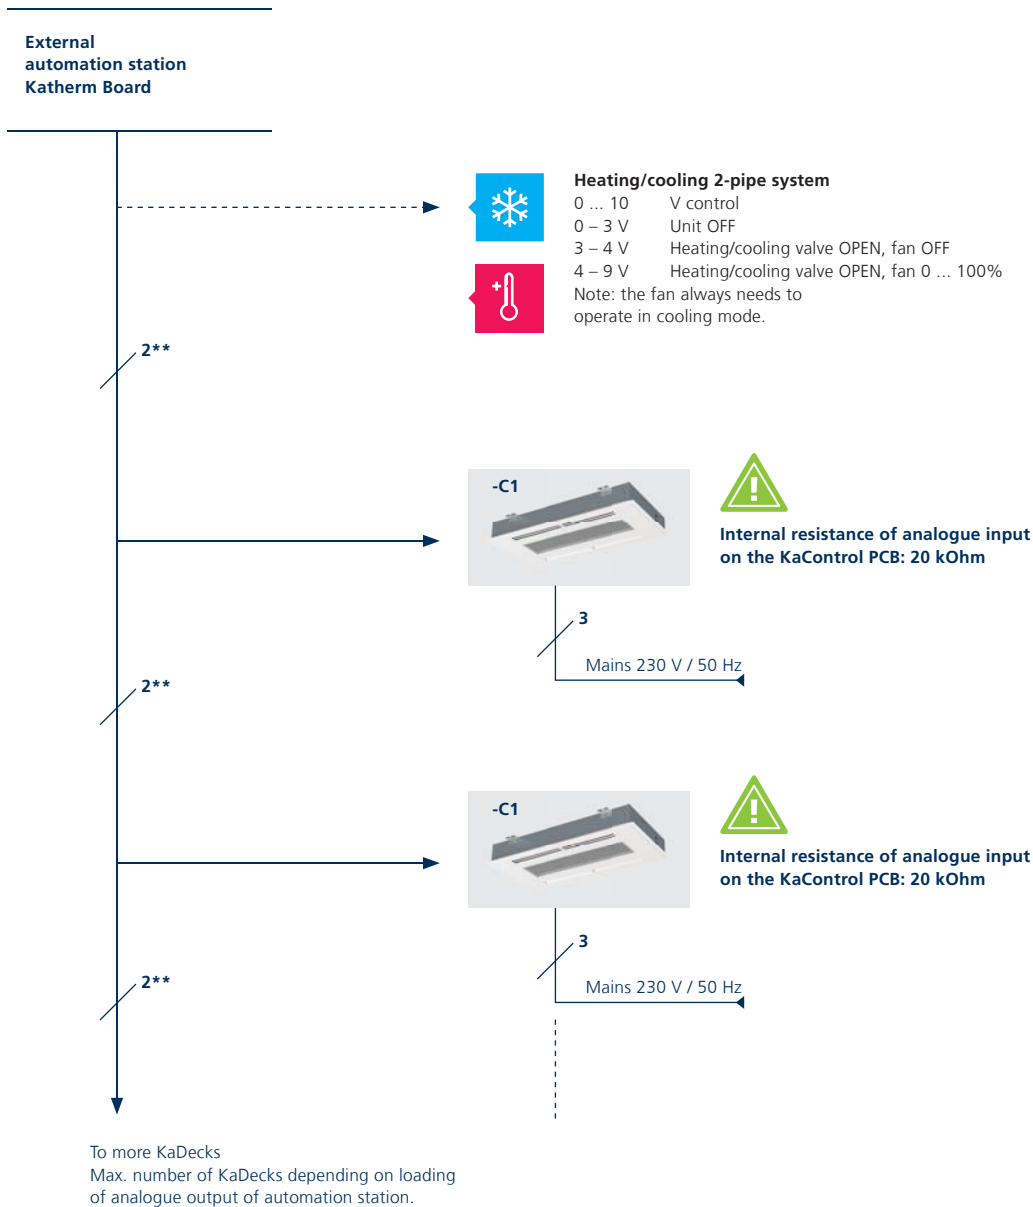 External
automation station
Katherm Board
Heating/cooling 2-pipe system
0 ... 10 V control
0 – 3 V Unit OFF
3 – 4 V Heating/cooling valve OPEN, fan OFF
4 – 9 V Heating/cooling valve OPEN, fan 0 ... 100%
Note: the fan always needs to
operate in cooling mode.
2**
-C1
Internal resistance of analogue input
on the KaControl PCB: 20 kOhm
3
Mains 230 V / 50 Hz
2**
-C1
Internal resistance of analogue input
on the KaControl PCB: 20 kOhm
3
Mains 230 V / 50 Hz
2**
To more KaDecks
Max. number of KaDecks depending on loading
of analogue output of automation station.